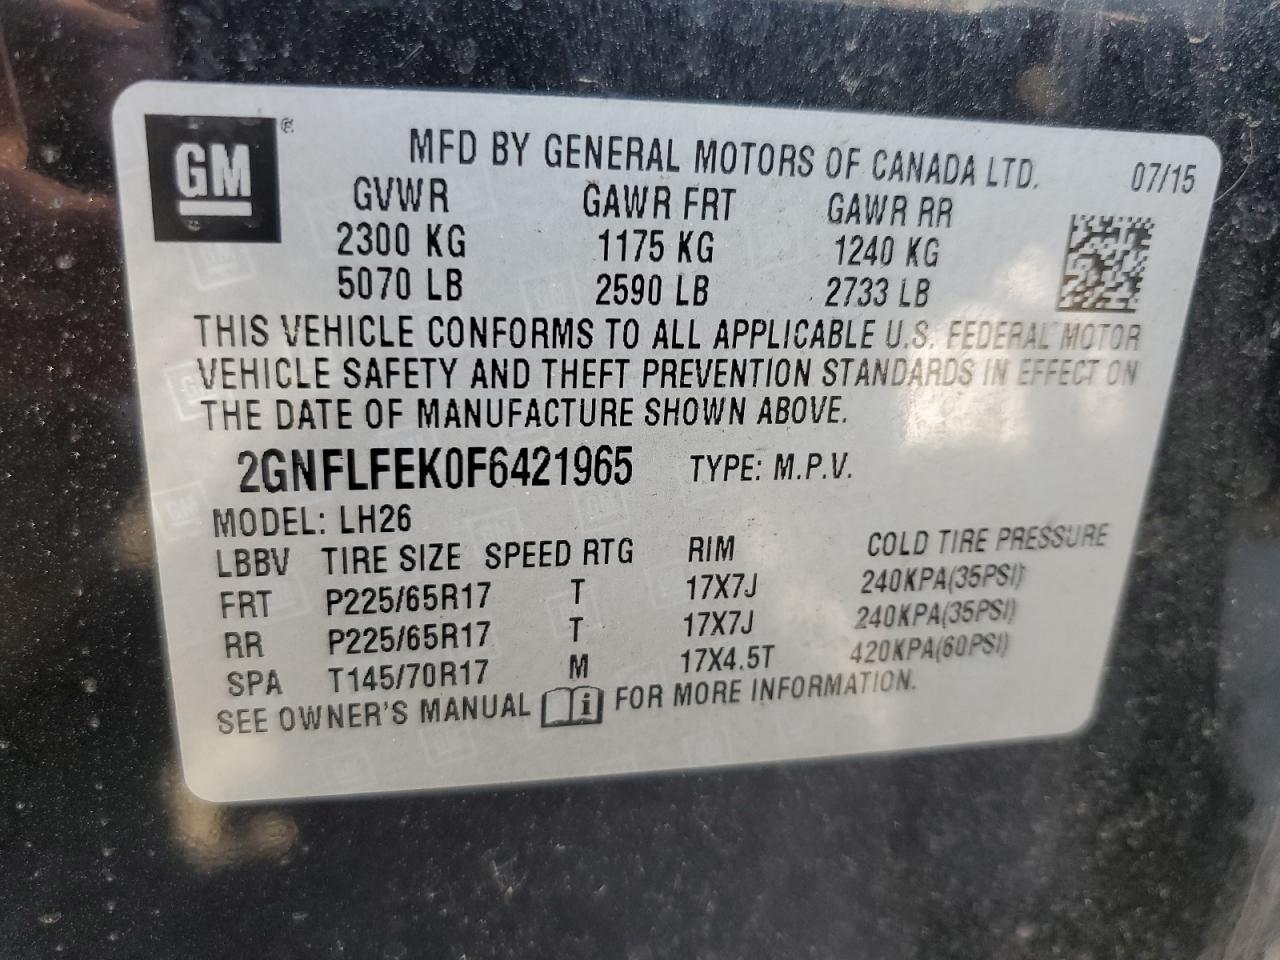 GM ®
MFD BY GENERAL MOTORS OF CANADA LTD. 07/15
GVWR GAWR FRT GAWR RR
2300 KG 1175 KG 1240 KG
5070 LB 2590 LB 2733 LB
THIS VEHICLE CONFORMS TO ALL APPLICABLE U.S. FEDERAL MOTOR
VEHICLE SAFETY AND THEFT PREVENTION STANDARDS IN EFFECT ON
THE DATE OF MANUFACTURE SHOWN ABOVE.
2GNFLFEK0F6421965 TYPE: M.P.V.
MODEL: LH26
LBBV TIRE SIZE SPEED RTG RIM COLD TIRE PRESSURE
FRT P225/65R17 T 17X7J 240KPA(35PSI)
RR P225/65R17 T 17X7J 240KPA(35PSI)
SPA T145/70R17 M 17X4.5T 420KPA(60PSI)
SEE OWNER'S MANUAL i FOR MORE INFORMATION.